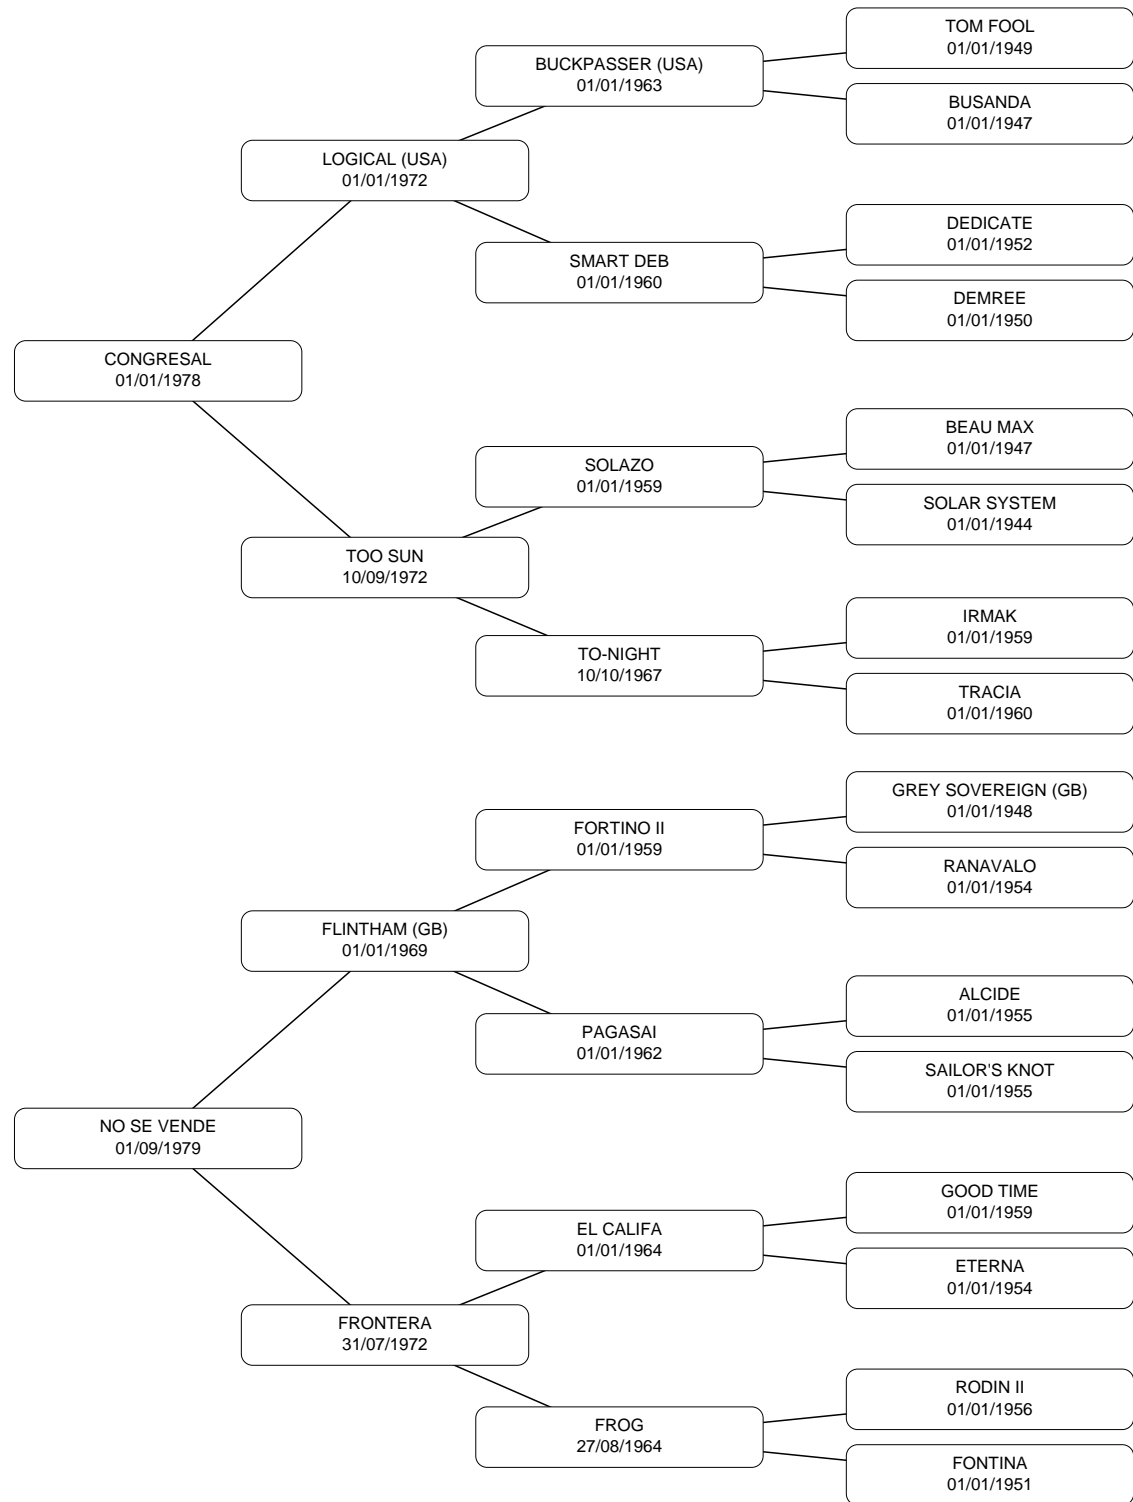 TOM FOOL
01/01/1949
BUCKPASSER (USA)
01/01/1963
BUSANDA
01/01/1947
LOGICAL (USA)
01/01/1972
DEDICATE
01/01/1952
SMART DEB
01/01/1960
DEMREE
01/01/1950
CONGRESAL
01/01/1978
BEAU MAX
01/01/1947
SOLAZO
01/01/1959
SOLAR SYSTEM
01/01/1944
TOO SUN
10/09/1972
IRMAK
01/01/1959
TO-NIGHT
10/10/1967
TRACIA
01/01/1960
GREY SOVEREIGN (GB)
01/01/1948
FORTINO II
01/01/1959
RANAVALO
01/01/1954
FLINTHAM (GB)
01/01/1969
ALCIDE
01/01/1955
PAGASAI
01/01/1962
SAILOR'S KNOT
01/01/1955
NO SE VENDE
01/09/1979
GOOD TIME
01/01/1959
EL CALIFA
01/01/1964
ETERNA
01/01/1954
FRONTERA
31/07/1972
RODIN II
01/01/1956
FROG
27/08/1964
FONTINA
01/01/1951